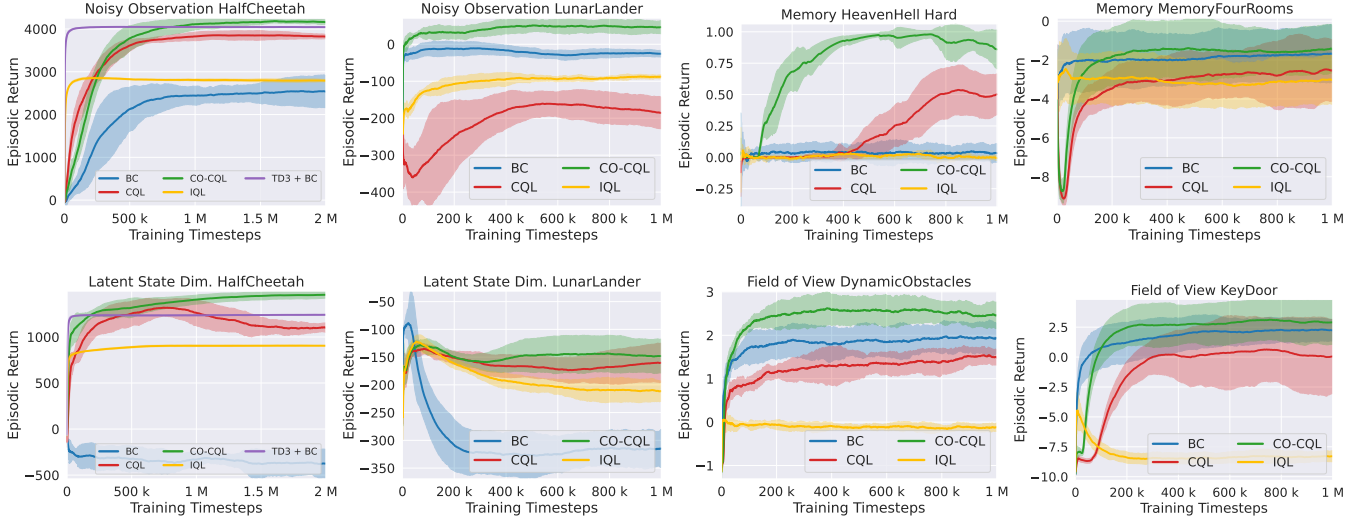 Noisy Observation HalfCheetah
Episodic Return
4000
3000
2000
1000
0
BC CO-CQL TD3 + BC
CQL IQL
0 500 k 1 M 1.5 M 2 M
Training Timesteps
Noisy Observation LunarLander
Episodic Return
0
−100
−200
−300
−400
BC CO-CQL
CQL IQL
0 200 k 400 k 600 k 800 k 1 M
Training Timesteps
Memory HeavenHell Hard
Episodic Return
1.00
0.75
0.50
0.25
0.00
−0.25
BC CO-CQL
CQL IQL
0 200 k 400 k 600 k 800 k 1 M
Training Timesteps
Memory MemoryFourRooms
Episodic Return
0
−2
−4
−6
−8
BC CO-CQL
CQL IQL
0 200 k 400 k 600 k 800 k 1 M
Training Timesteps
Latent State Dim. HalfCheetah
Episodic Return
1000
500
0
−500
BC CO-CQL TD3 + BC
CQL IQL
0 500 k 1 M 1.5 M 2 M
Training Timesteps
Latent State Dim. LunarLander
Episodic Return
−50
−100
−150
−200
−250
−300
−350
BC CO-CQL
CQL IQL
0 200 k 400 k 600 k 800 k 1 M
Training Timesteps
Field of View DynamicObstacles
Episodic Return
3
2
1
0
−1
BC CO-CQL
CQL IQL
0 200 k 400 k 600 k 800 k 1 M
Training Timesteps
Field of View KeyDoor
Episodic Return
2.5
0.0
−2.5
−5.0
−7.5
−10.0
BC CO-CQL
CQL IQL
0 200 k 400 k 600 k 800 k 1 M
Training Timesteps